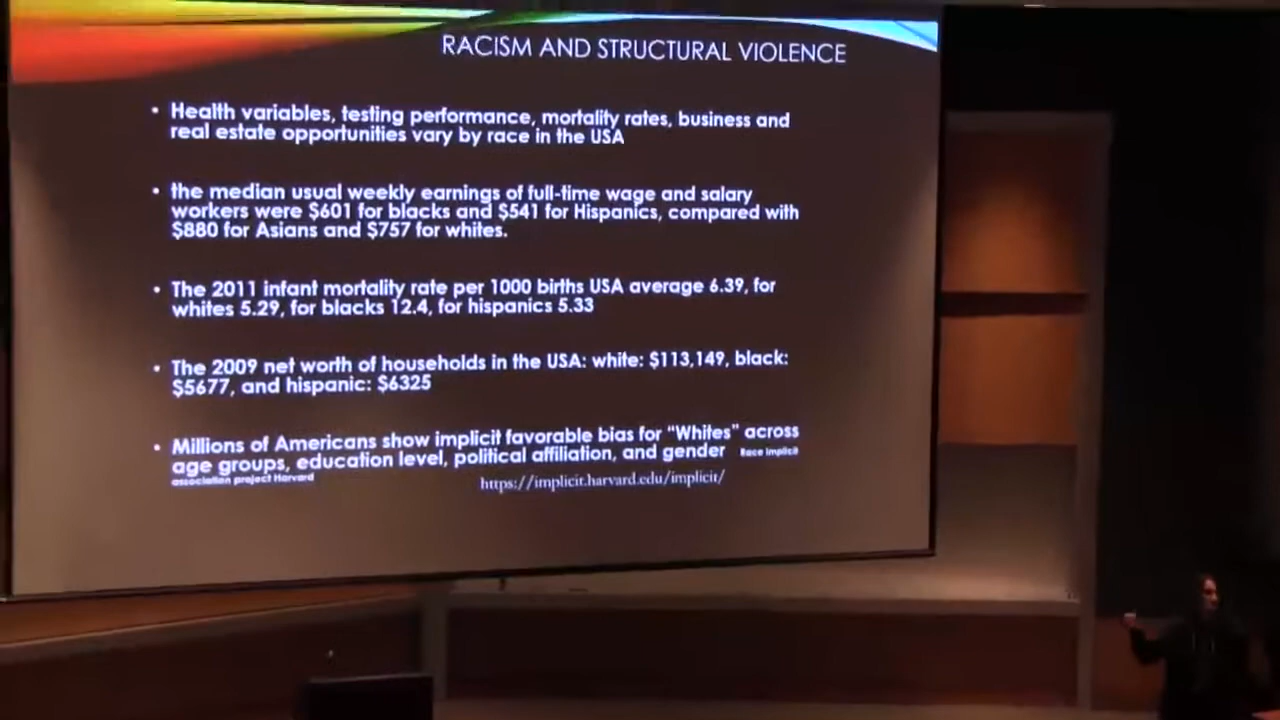 RACISM AND STRUCTURAL VIOLENCE
• Health variables, testing performance, mortality rates, business and
real estate opportunities vary by race in the USA
• the median usual weekly earnings of full-time wage and salary
workers were $601 for blacks and $541 for Hispanics, compared with
$880 for Asians and $757 for whites.
• The 2011 infant mortality rate per 1000 births USA average 6.39, for
whites 5.29, for blacks 12.4, for hispanics 5.33
• The 2009 net worth of households in the USA: white: $113,149, black:
$5677, and hispanic: $6325
• Millions of Americans show implicit favorable bias for “Whites” across
age groups, education level, political affiliation, and gender Race implicit
association project Harvard
https://implicit.harvard.edu/implicit/